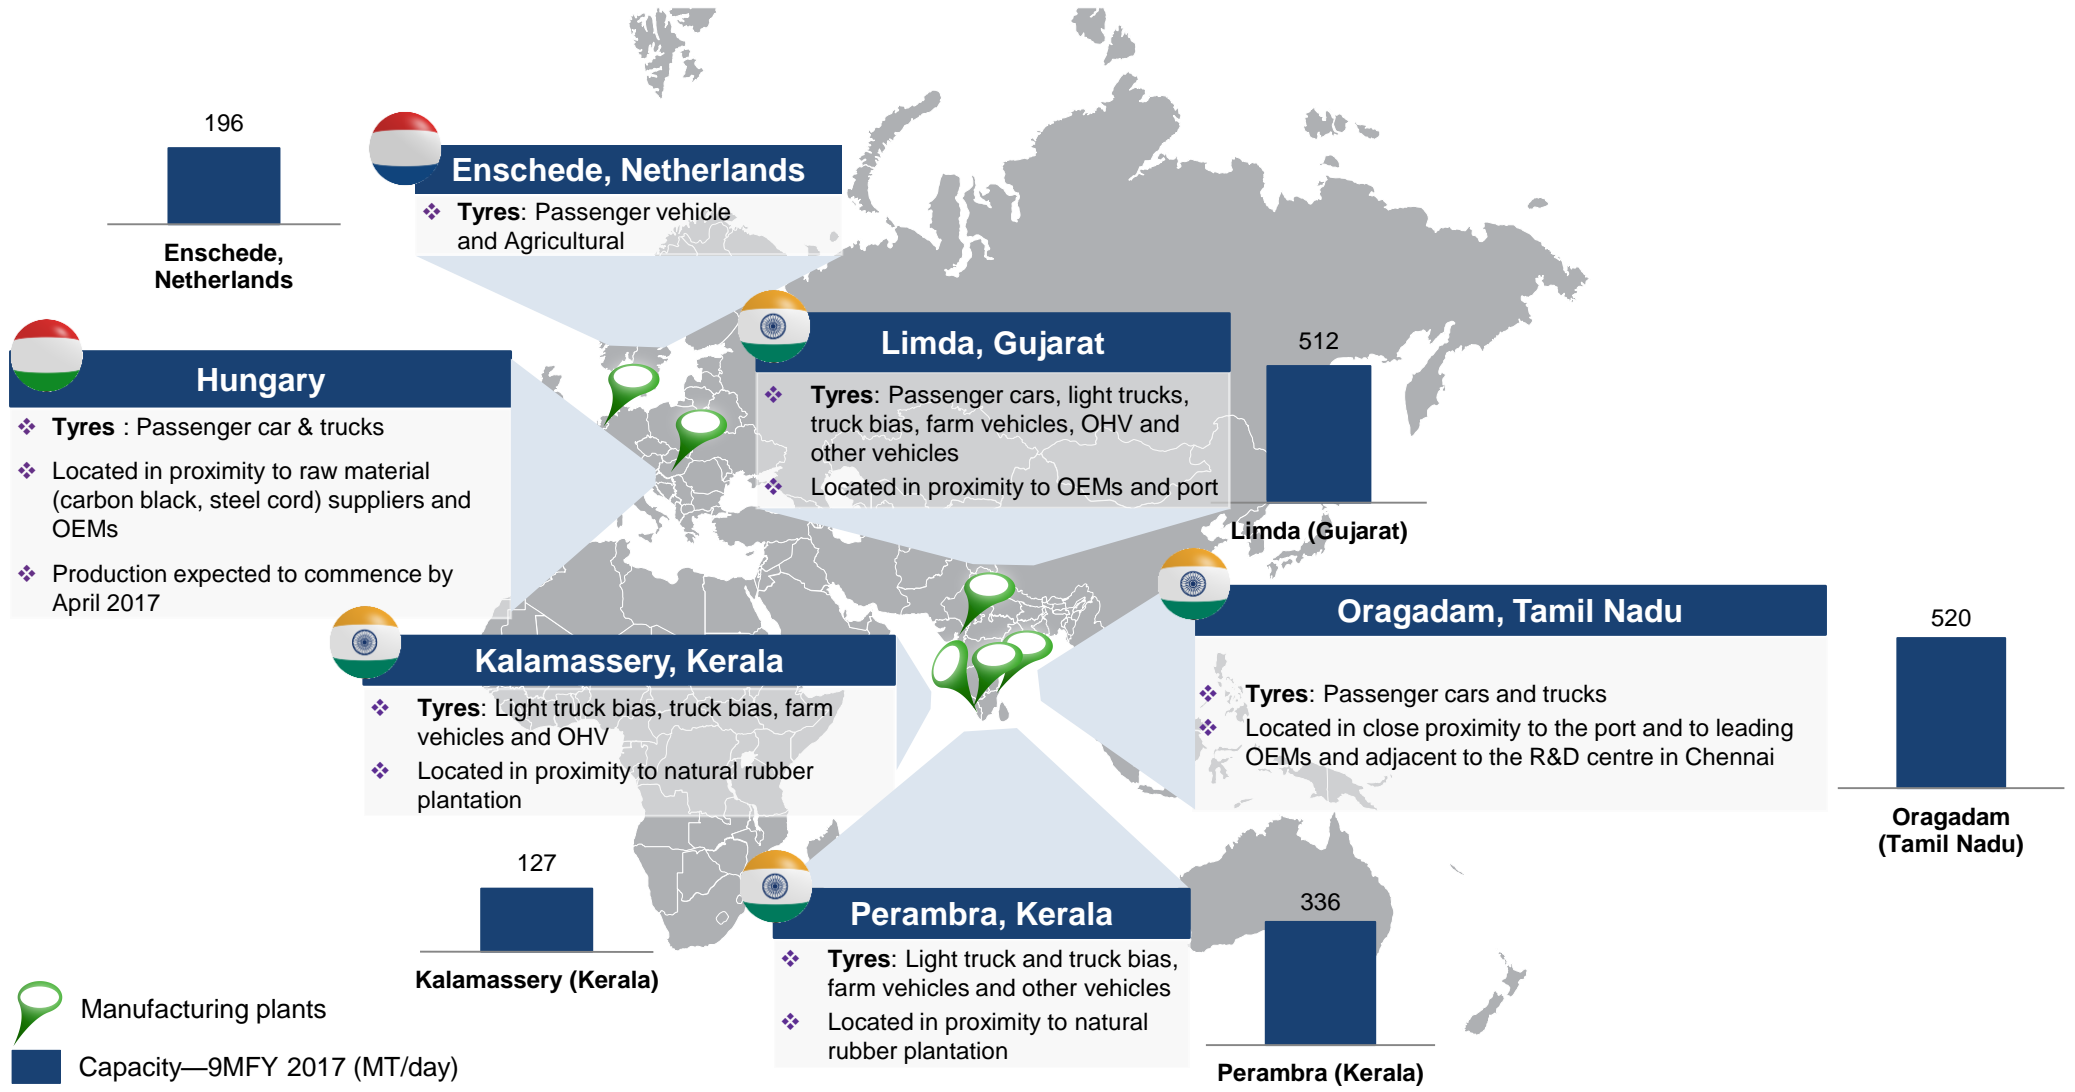 196
Enschede,
Netherlands
Enschede, Netherlands
❖ Tyres: Passenger vehicle
and Agricultural
Hungary
❖ Tyres : Passenger car & trucks
❖ Located in proximity to raw material
(carbon black, steel cord) suppliers and
OEMs
❖ Production expected to commence by
April 2017
Limda, Gujarat
❖ Tyres: Passenger cars, light trucks,
truck bias, farm vehicles, OHV and
other vehicles
❖ Located in proximity to OEMs and port
512
Limda (Gujarat)
Kalamassery, Kerala
❖ Tyres: Light truck bias, truck bias, farm
vehicles and OHV
❖ Located in proximity to natural rubber
plantation
127
Kalamassery (Kerala)
Oragadam, Tamil Nadu
❖ Tyres: Passenger cars and trucks
❖ Located in close proximity to the port and to leading
OEMs and adjacent to the R&D centre in Chennai
520
Oragadam
(Tamil Nadu)
Perambra, Kerala
❖ Tyres: Light truck and truck bias,
farm vehicles and other vehicles
❖ Located in proximity to natural
rubber plantation
336
Perambra (Kerala)
Manufacturing plants
Capacity—9MFY 2017 (MT/day)